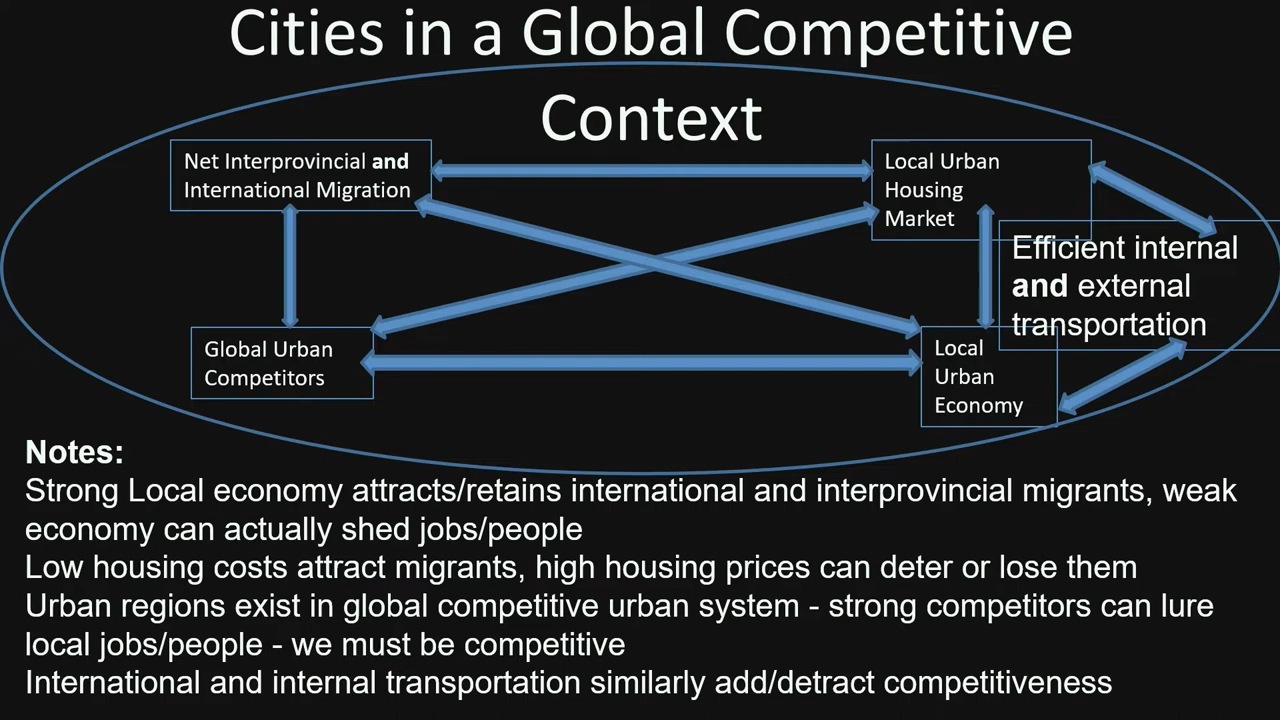 Cities in a Global Competitive
Context
Net Interprovincial and
International Migration
Local Urban
Housing
Market
Efficient internal
and external
transportation
Global Urban
Competitors
Local
Urban
Economy
Notes:
Strong Local economy attracts/retains international and interprovincial migrants, weak
economy can actually shed jobs/people
Low housing costs attract migrants, high housing prices can deter or lose them
Urban regions exist in global competitive urban system - strong competitors can lure
local jobs/people - we must be competitive
International and internal transportation similarly add/detract competitiveness